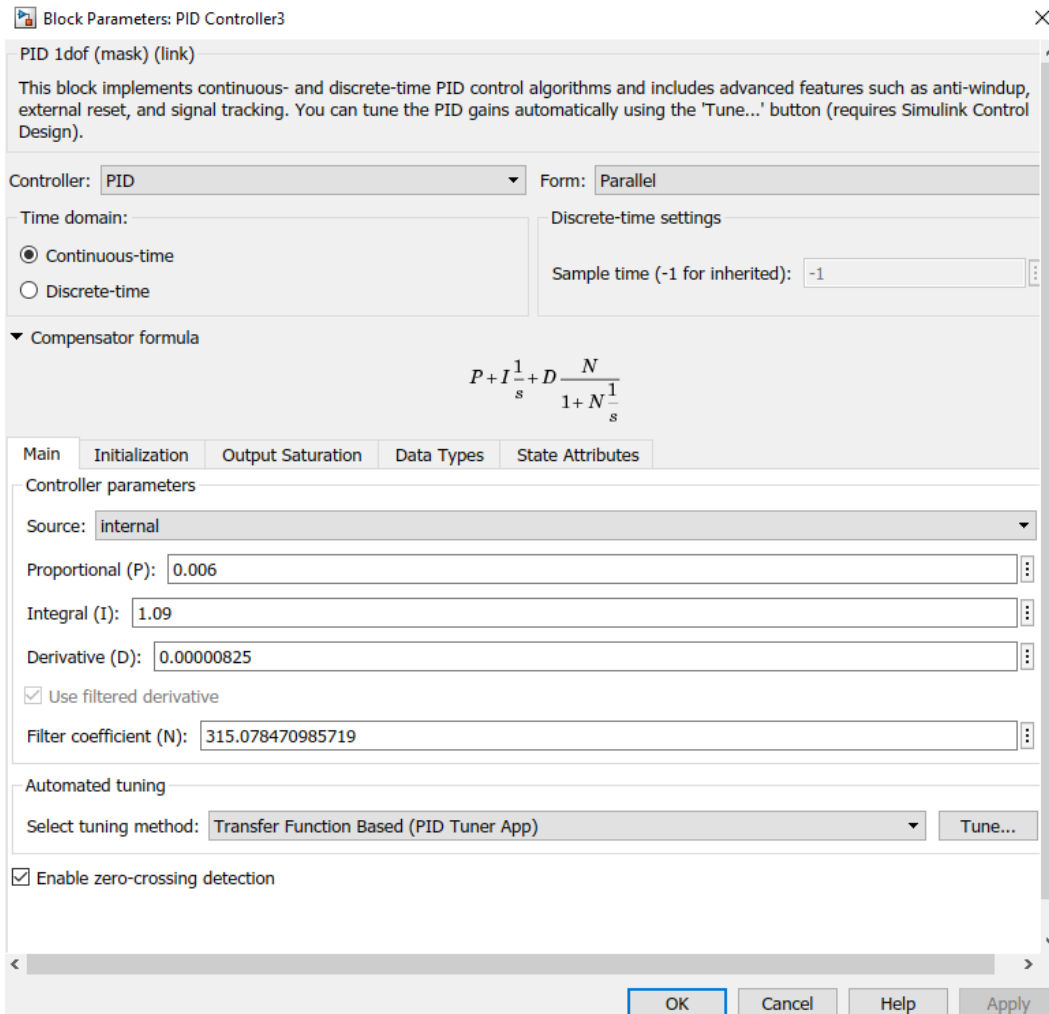 Block Parameters: PID Controller3
PID 1dof (mask) (link)
This block implements continuous- and discrete-time PID control algorithms and includes advanced features such as anti-windup,
external reset, and signal tracking. You can tune the PID gains automatically using the 'Tune...' button (requires Simulink Control
Design).
Controller: PID Form: Parallel
Time domain:
Discrete-time settings
Continuous-time
Sample time (-1 for inherited): -1
Discrete-time
Compensator formula
P + I 1/s + D N/(1 + N 1/s)
Main Initialization Output Saturation Data Types State Attributes
Controller parameters
Source: internal
Proportional (P): 0.006
Integral (I): 1.09
Derivative (D): 0.00000825
Use filtered derivative
Filter coefficient (N): 315.078470985719
Automated tuning
Select tuning method: Transfer Function Based (PID Tuner App) Tune...
Enable zero-crossing detection
OK Cancel Help Apply